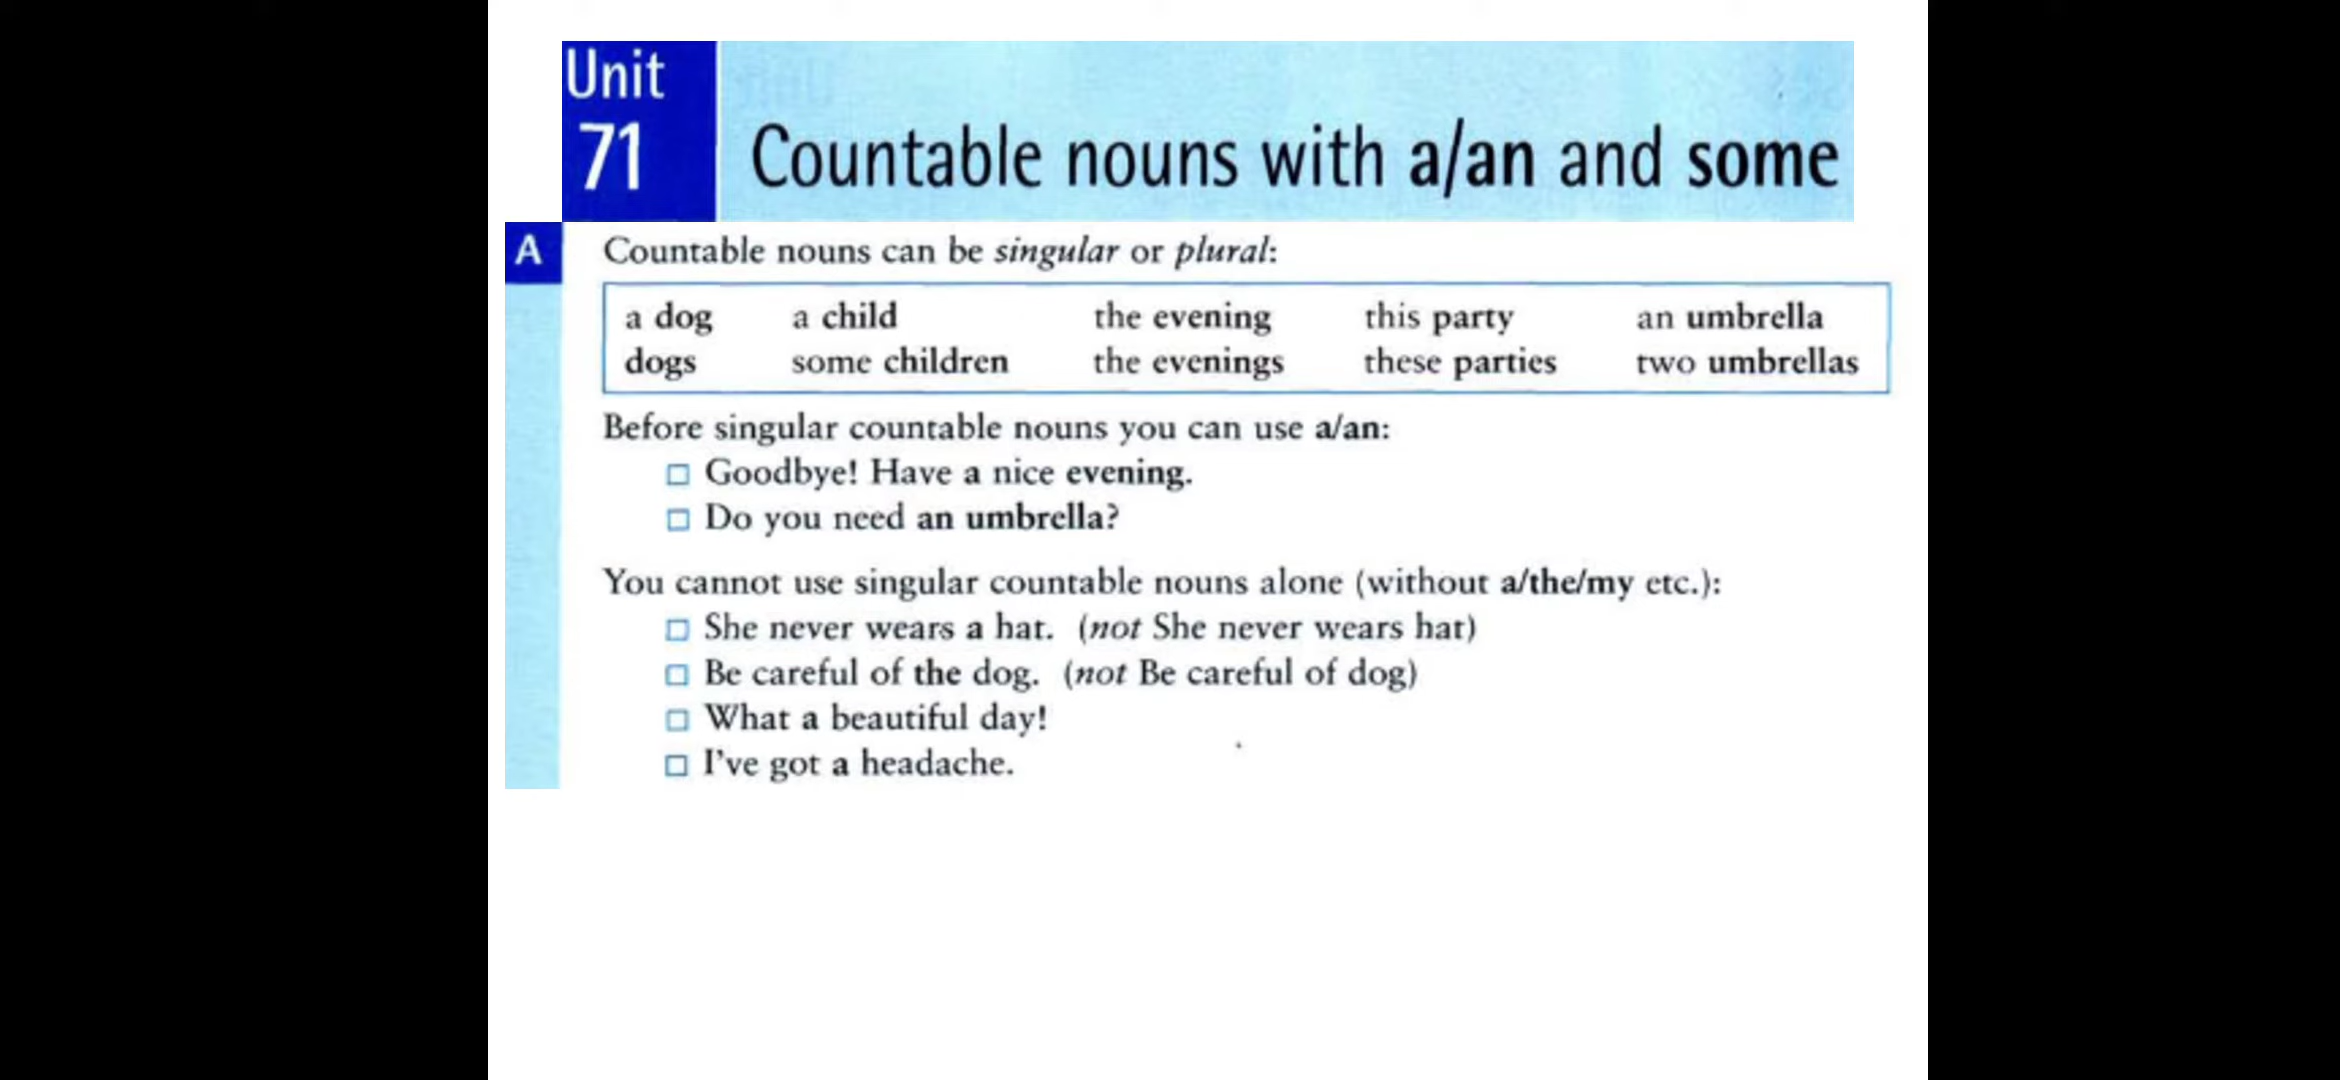 Unit
71
Countable nouns with a/an and some
A
Countable nouns can be singular or plural:
a dog a child the evening this party an umbrella
dogs some children the evenings these parties two umbrellas
Before singular countable nouns you can use a/an:
Goodbye! Have a nice evening.
Do you need an umbrella?
You cannot use singular countable nouns alone (without a/the/my etc.):
She never wears a hat. (not She never wears hat)
Be careful of the dog. (not Be careful of dog)
What a beautiful day!
I've got a headache.